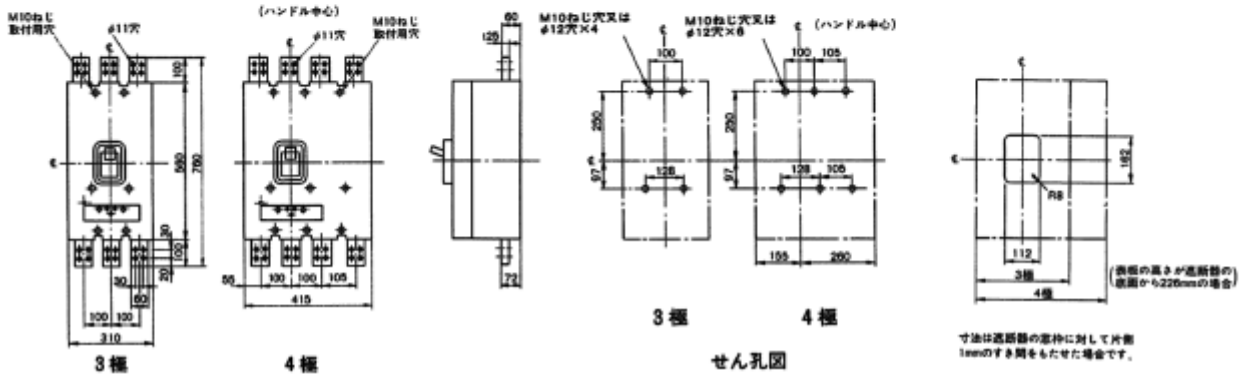 M10ねじ
取付用穴
φ11穴
100
560
760
30
100
20
30
60
100
100
310
3極
(ハンドル中心)
℄
φ11穴
M10ねじ
取付用穴
55
100
100
105
415
4極
60
125
72
M10ねじ穴又は
φ12穴×4
℄
100
250
℄
97
128
3極
M10ねじ穴又は
φ12穴×6
℄
(ハンドル中心)
100
105
250
97
128
105
155
260
4極
せん孔図
℄
℄
162
R8
112
3極
4極
(表板の高さが遮断器の
底面から226mmの場合)
寸法は遮断器の窓枠に対して片側
1mmのすき間をもたせた場合です。